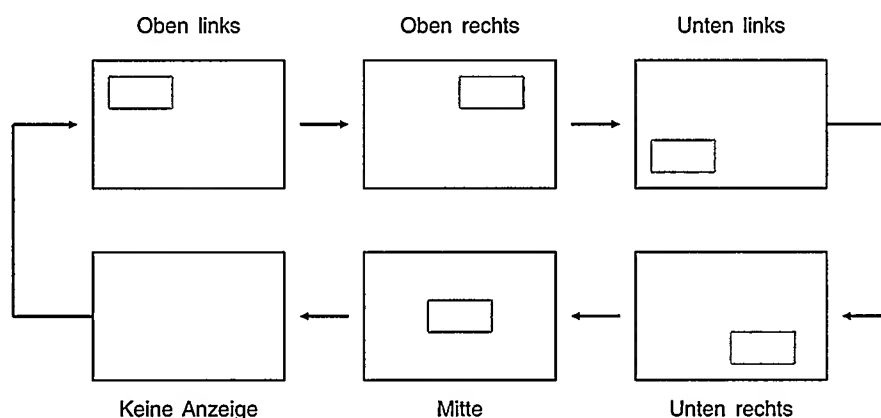 Oben links
Oben rechts
Unten links
Keine Anzeige
Mitte
Unten rechts